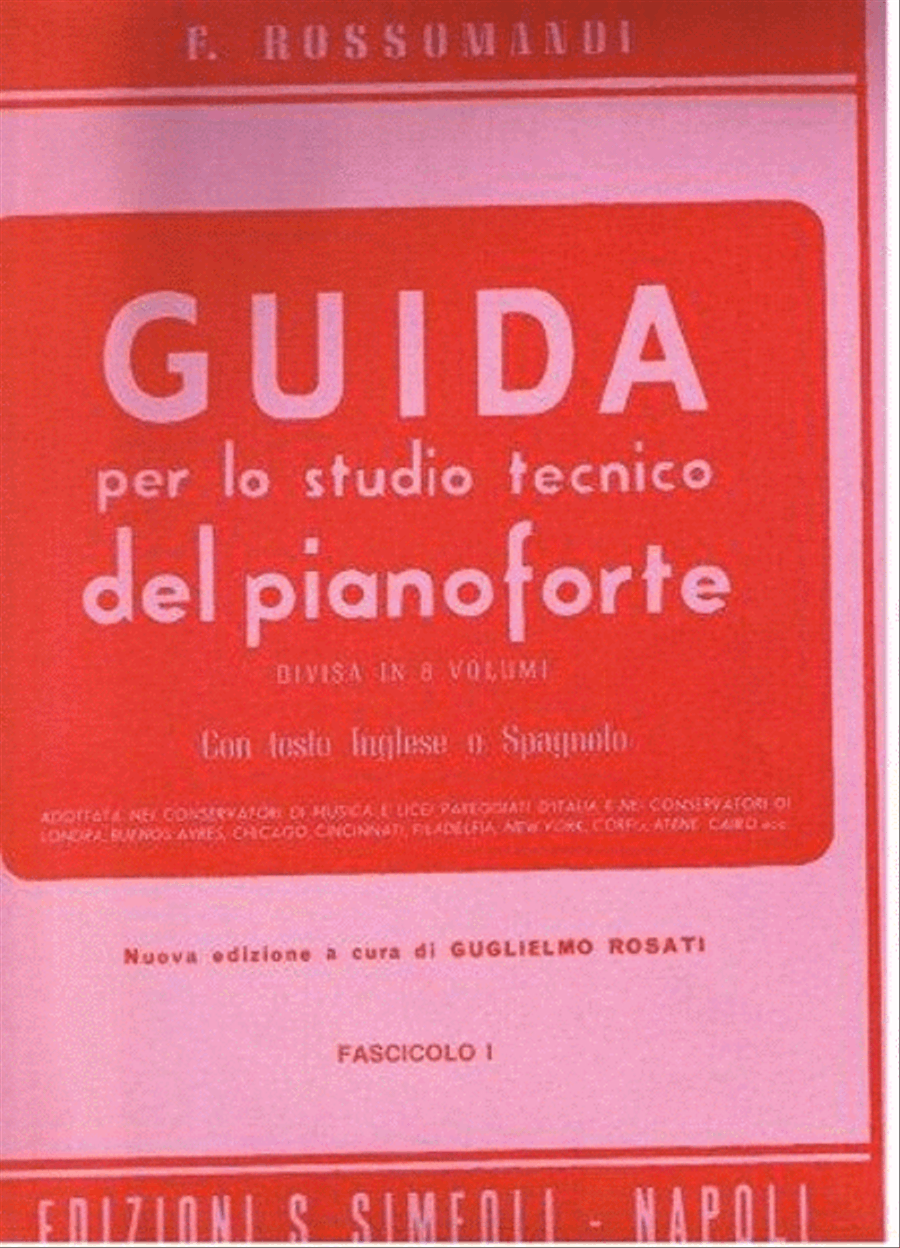 F. ROSSOMANDI
GUIDA
per lo studio tecnico
del pianoforte
DIVISA IN 8 VOLUMI
Con testo Inglese e Spagnolo
ADOTTATA NEI CONSERVATORI DI MUSICA E LICEI PAREGGIATI D'ITALIA E NEI CONSERVATORI DI
LONDRA, BUENOS AYRES, CHICAGO, CINCINNATI, FILADELFIA, NEW YORK, CORFÙ, ATENE, CAIRO ecc.
Nuova edizione a cura di GUGLIELMO ROSATI
FASCICOLO I
EDIZIONI S. SIMEOLI - NAPOLI